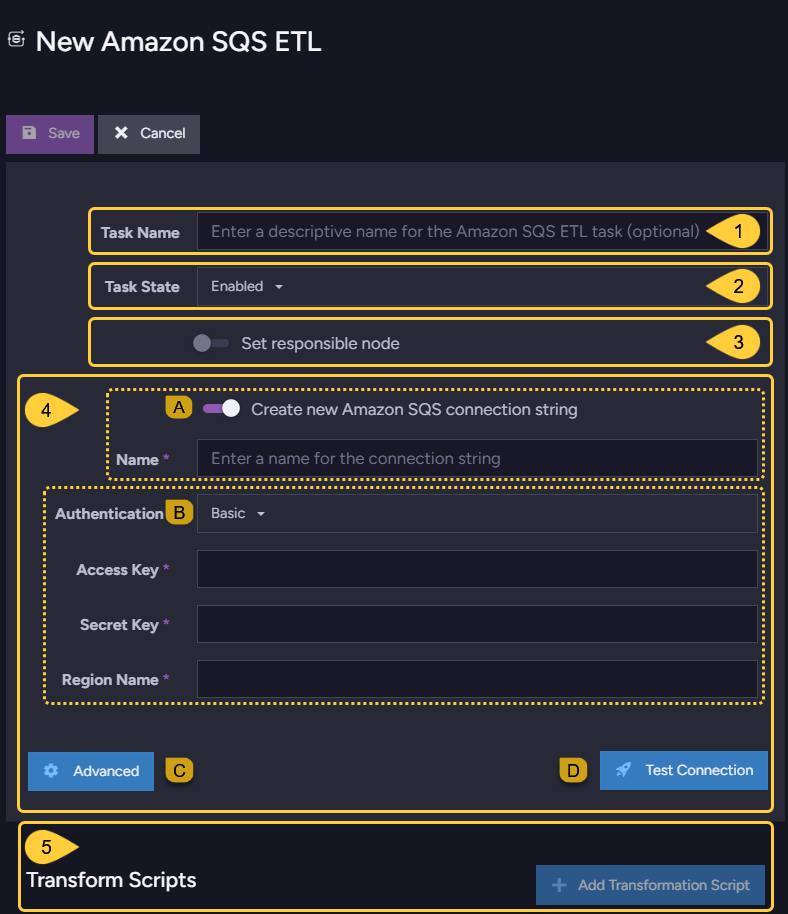 New Amazon SQS ETL
Save Cancel
Task Name Enter a descriptive name for the Amazon SQS ETL task (optional) 1
Task State Enabled 2
Set responsible node 3
4 A Create new Amazon SQS connection string
Name * Enter a name for the connection string
Authentication B Basic
Access Key *
Secret Key *
Region Name *
Advanced C D Test Connection
5
Transform Scripts Add Transformation Script